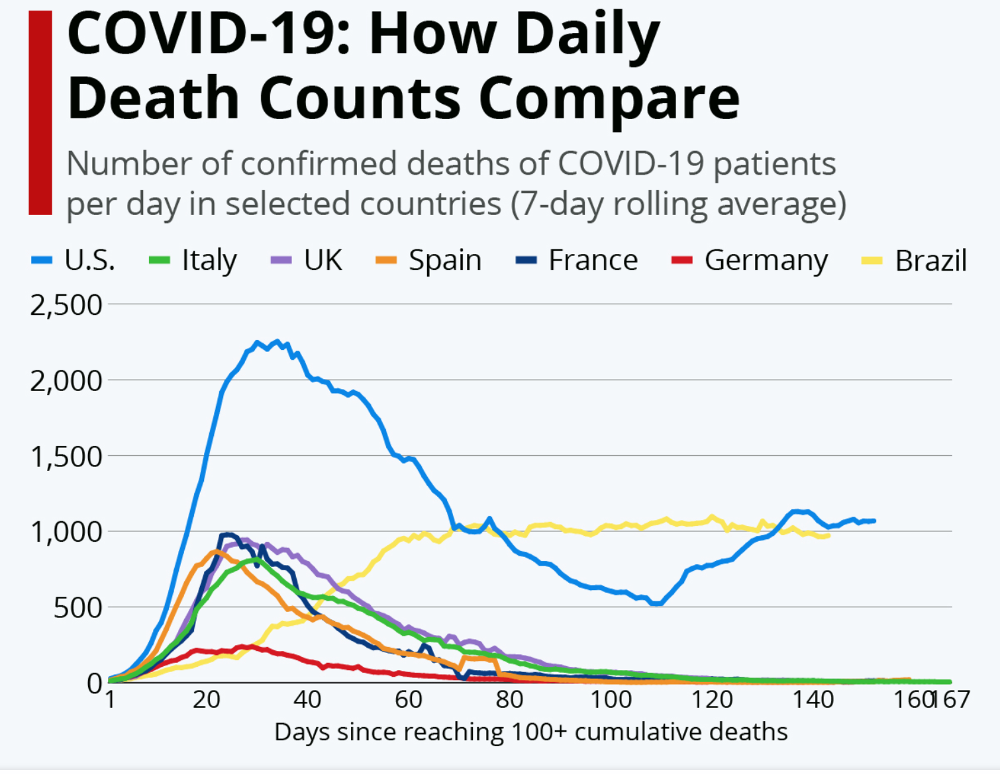 COVID-19: How Daily
Death Counts Compare
Number of confirmed deaths of COVID-19 patients
per day in selected countries (7-day rolling average)
U.S. Italy UK Spain France Germany Brazil
2,500
2,000
1,500
1,000
500
0
1 20 40 60 80 100 120 140 160 167
Days since reaching 100+ cumulative deaths